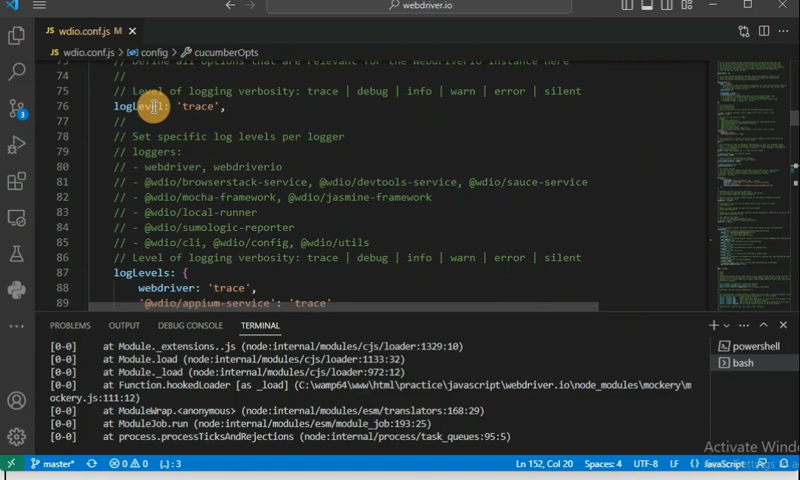 webdriver.io
wdio.conf.js M
wdio.conf.js > config > cucumberOpts
73 // Define all options that are relevant for the WebdriverIO instance here
74 //
75 // Level of logging verbosity: trace | debug | info | warn | error | silent
76 logLevel: 'trace',
77 //
78 // Set specific log levels per logger
79 // loggers:
80 // - webdriver, webdriverio
81 // - @wdio/browserstack-service, @wdio/devtools-service, @wdio/sauce-service
82 // - @wdio/mocha-framework, @wdio/jasmine-framework
83 // - @wdio/local-runner
84 // - @wdio/sumologic-reporter
85 // - @wdio/cli, @wdio/config, @wdio/utils
86 // Level of logging verbosity: trace | debug | info | warn | error | silent
87 logLevels: {
88 webdriver: 'trace',
89 '@wdio/appium-service': 'trace'
3
PROBLEMS OUTPUT DEBUG CONSOLE TERMINAL
[0-0] at Module._extensions..js (node:internal/modules/cjs/loader:1329:10)
[0-0] at Module.load (node:internal/modules/cjs/loader:1133:32)
[0-0] at Module._load (node:internal/modules/cjs/loader:972:12)
[0-0] at Function.hookedLoader [as _load] (C:\wamp64\www\html\practice\javascript\webdriver.io\node_modules\mockery\m
ockery.js:111:12)
[0-0] at ModuleWrap.<anonymous> (node:internal/modules/esm/translators:168:29)
[0-0] at ModuleJob.run (node:internal/modules/esm/module_job:193:25)
[0-0] at process.processTicksAndRejections (node:internal/process/task_queues:95:5)
powershell
bash
Activate Windo
master* 0 0 {..} : 3 Ln 152, Col 20 Spaces: 4 UTF-8 LF {} JavaScript